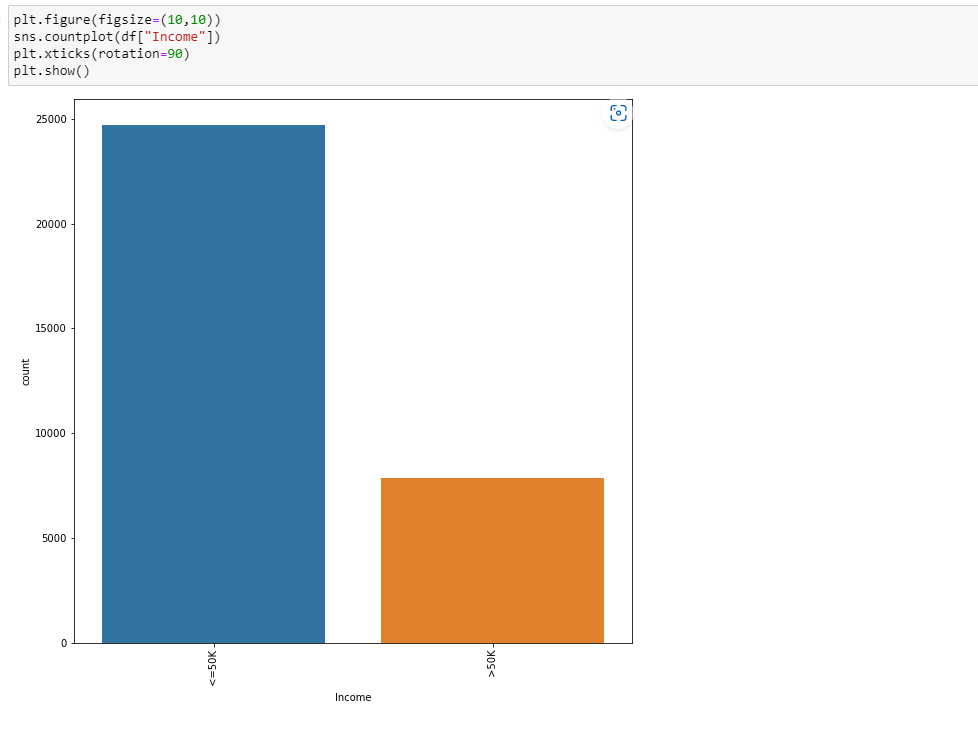 plt.figure(figsize=(10,10))
sns.countplot(df["Income"])
plt.xticks(rotation=90)
plt.show()
25000
20000
15000
10000
5000
0
count
<=50K
>50K
Income